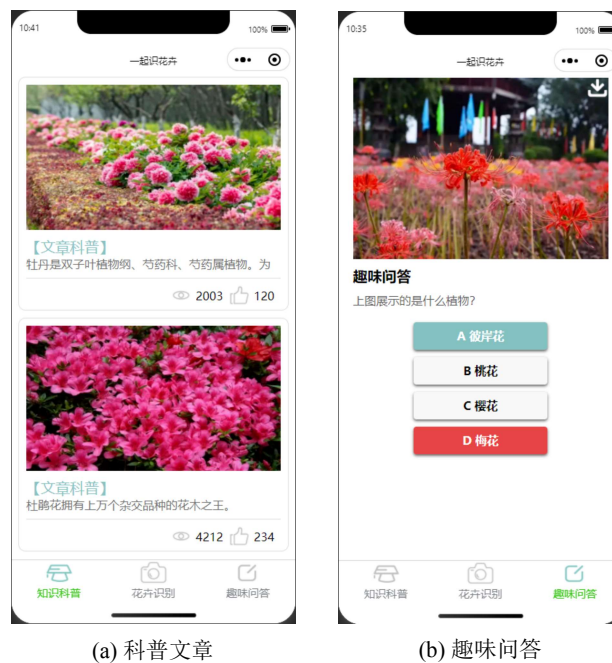 10:41
100%
一起识花卉
【文章科普】
牡丹是双子叶植物纲、芍药科、芍药属植物。为
2003 120
【文章科普】
杜鹃花拥有上万个杂交品种的花木之王。
4212 234
知识科普 花卉识别 趣味问答
(a) 科普文章
10:35
100%
一起识花卉
趣味问答
上图展示的是什么植物?
A 彼岸花
B 桃花
C 樱花
D 梅花
知识科普 花卉识别 趣味问答
(b) 趣味问答